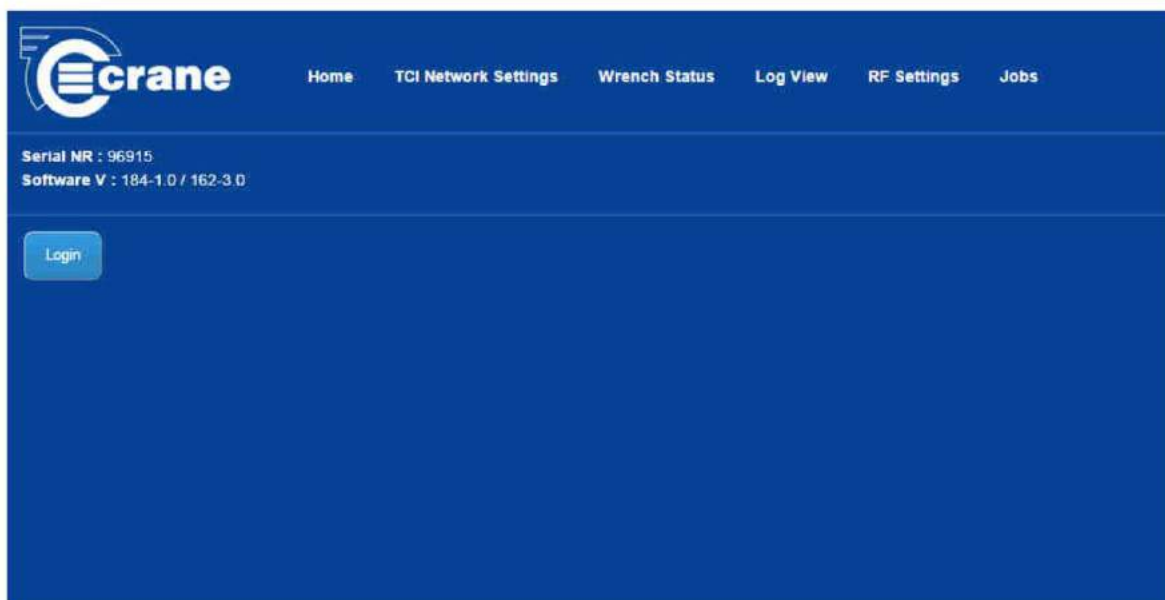 crane
Home TCI Network Settings Wrench Status Log View RF Settings Jobs
Serial NR : 96915
Software V : 184-1.0 / 162-3.0
Login